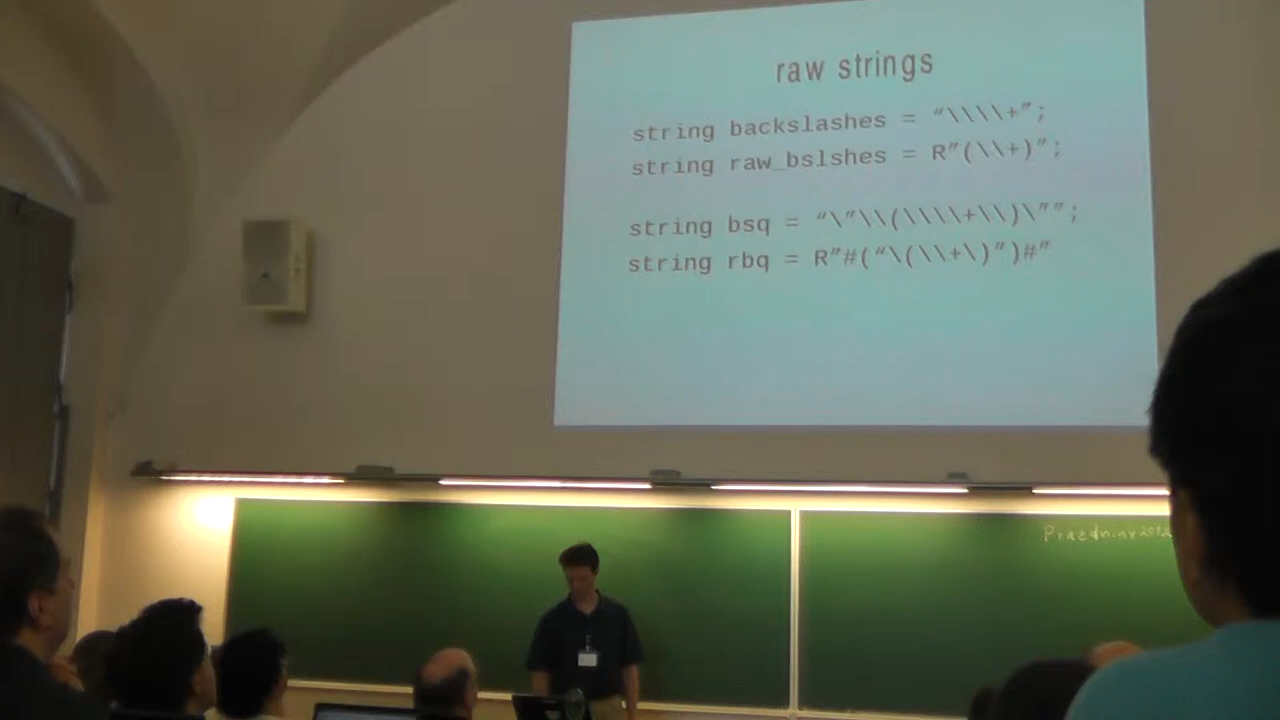 raw strings
string backslashes = “\\\\+”;
string raw_bslshes = R”(\\+)”;
string bsq = “\”\\(\\\\+\\)\””;
string rbq = R”#(“\(\\+\)”)#”